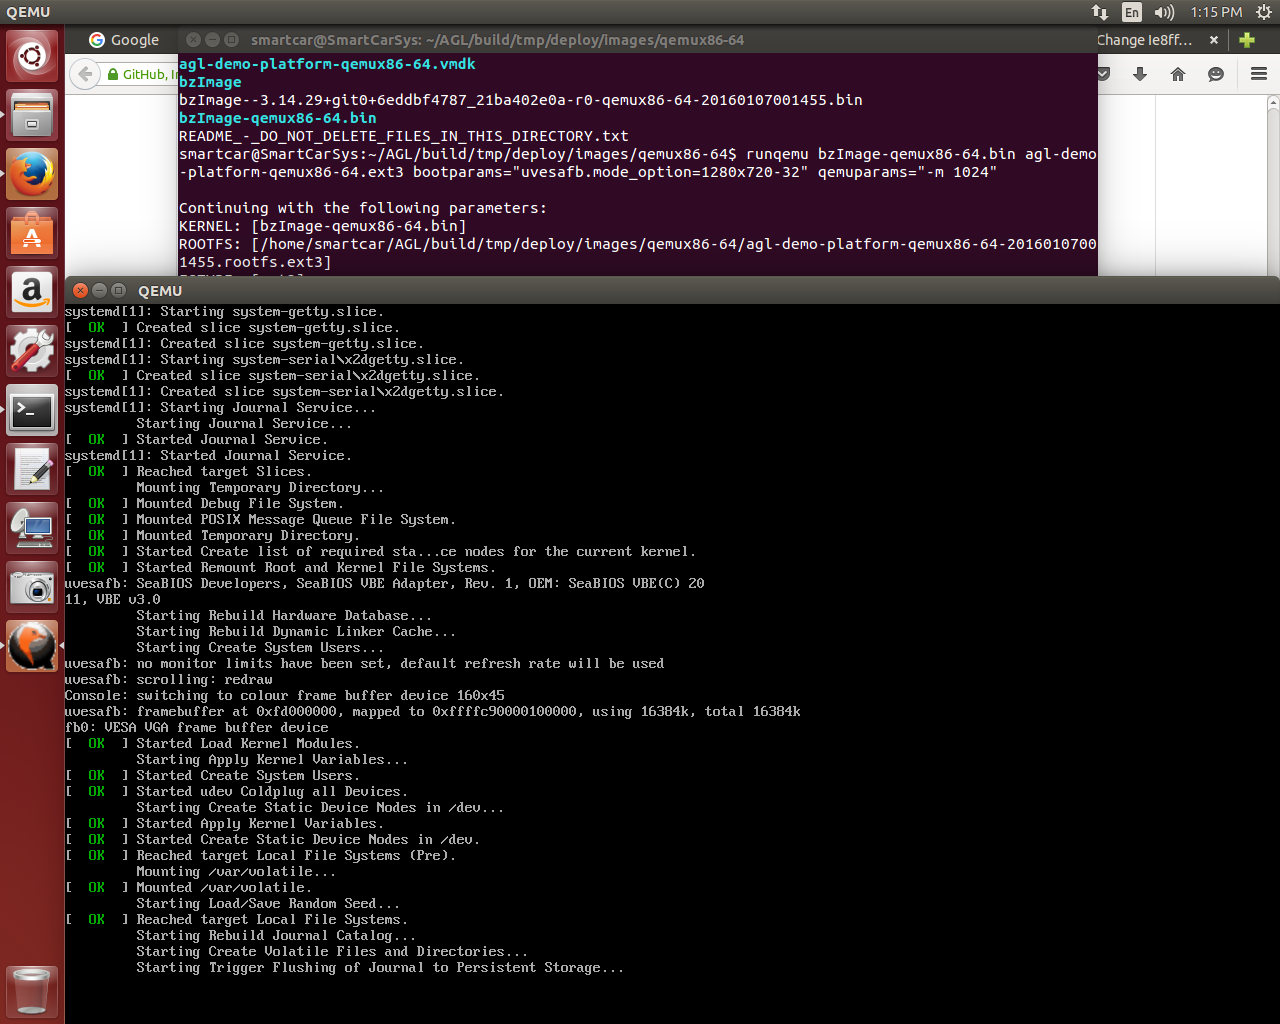 QEMU
En
1:15 PM
Google
smartcar@SmartCarSys: ~/AGL/build/tmp/deploy/images/qemux86-64
Change Ie8ff...
GitHub, In
agl-demo-platform-qemux86-64.vmdk
bzImage
bzImage--3.14.29+git0+6eddbf4787_21ba402e0a-r0-qemux86-64-20160107001455.bin
bzImage-qemux86-64.bin
README_-_DO_NOT_DELETE_FILES_IN_THIS_DIRECTORY.txt
smartcar@SmartCarSys:~/AGL/build/tmp/deploy/images/qemux86-64$ runqemu bzImage-qemux86-64.bin agl-demo
-platform-qemux86-64.ext3 bootparams="uvesafb.mode_option=1280x720-32" qemuparams="-m 1024"
Continuing with the following parameters:
KERNEL: [bzImage-qemux86-64.bin]
ROOTFS: [/home/smartcar/AGL/build/tmp/deploy/images/qemux86-64/agl-demo-platform-qemux86-64-2016010700
1455.rootfs.ext3]
QEMU
systemd[1]: Starting system-getty.slice.
[  OK  ] Created slice system-getty.slice.
systemd[1]: Created slice system-getty.slice.
systemd[1]: Starting system-serial\x2dgetty.slice.
[  OK  ] Created slice system-serial\x2dgetty.slice.
systemd[1]: Created slice system-serial\x2dgetty.slice.
systemd[1]: Starting Journal Service...
Starting Journal Service...
[  OK  ] Started Journal Service.
systemd[1]: Started Journal Service.
[  OK  ] Reached target Slices.
Mounting Temporary Directory...
[  OK  ] Mounted Debug File System.
[  OK  ] Mounted POSIX Message Queue File System.
[  OK  ] Mounted Temporary Directory.
[  OK  ] Started Create list of required sta...ce nodes for the current kernel.
[  OK  ] Started Remount Root and Kernel File Systems.
uvesafb: SeaBIOS Developers, SeaBIOS VBE Adapter, Rev. 1, OEM: SeaBIOS VBE(C) 20
11, VBE v3.0
Starting Rebuild Hardware Database...
Starting Rebuild Dynamic Linker Cache...
Starting Create System Users...
uvesafb: no monitor limits have been set, default refresh rate will be used
uvesafb: scrolling: redraw
Console: switching to colour frame buffer device 160x45
uvesafb: framebuffer at 0xfd000000, mapped to 0xffffc90000100000, using 16384k, total 16384k
fb0: VESA VGA frame buffer device
[  OK  ] Started Load Kernel Modules.
Starting Apply Kernel Variables...
[  OK  ] Started Create System Users.
[  OK  ] Started udev Coldplug all Devices.
Starting Create Static Device Nodes in /dev...
[  OK  ] Started Apply Kernel Variables.
[  OK  ] Started Create Static Device Nodes in /dev.
[  OK  ] Reached target Local File Systems (Pre).
Mounting /var/volatile...
[  OK  ] Mounted /var/volatile.
Starting Load/Save Random Seed...
[  OK  ] Reached target Local File Systems.
Starting Rebuild Journal Catalog...
Starting Create Volatile Files and Directories...
Starting Trigger Flushing of Journal to Persistent Storage...